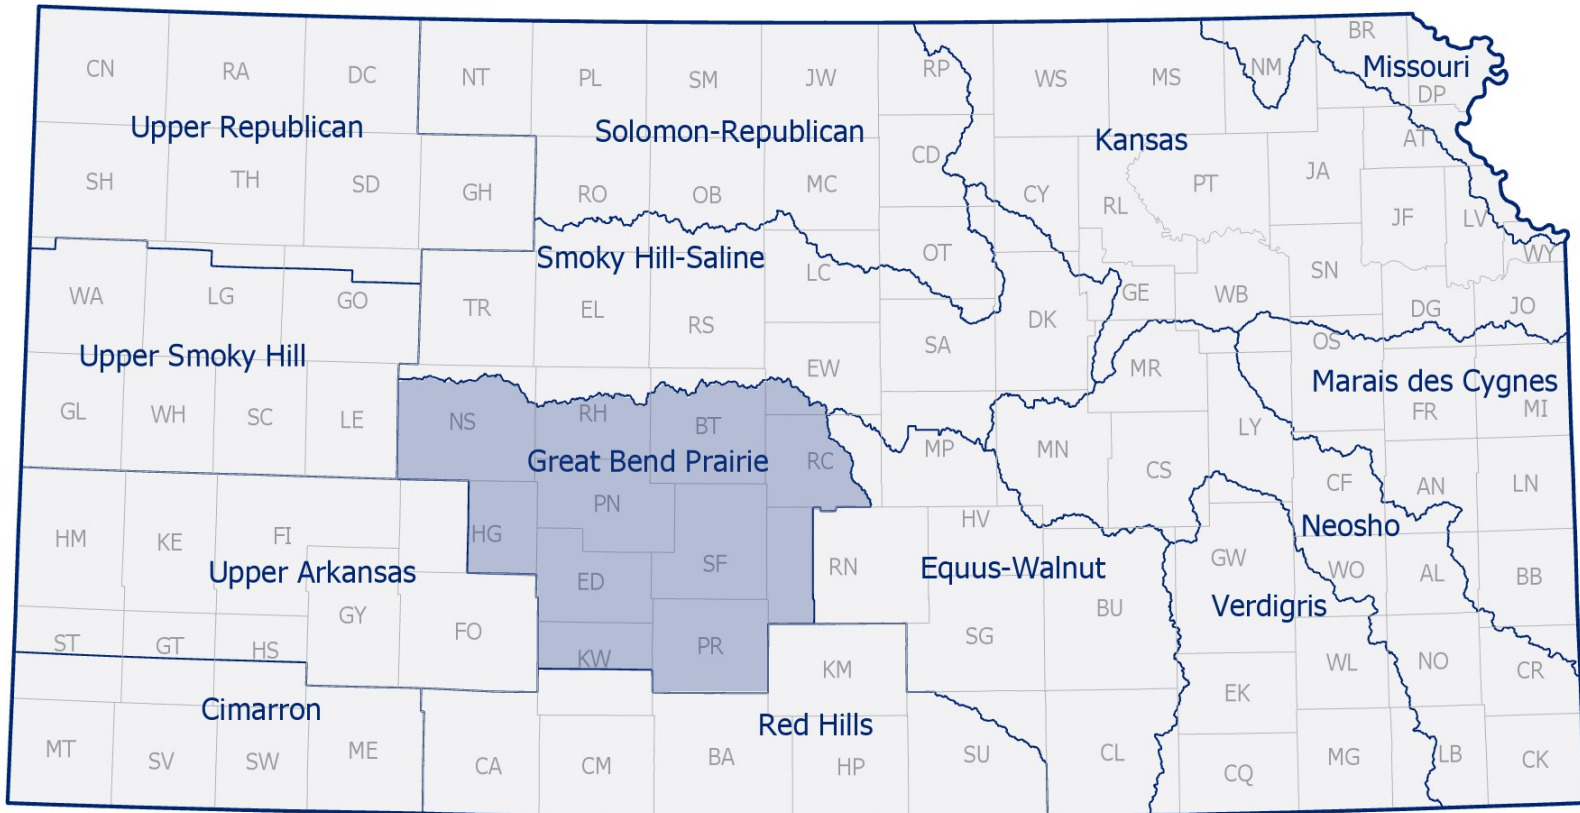 CN RA DC NT PL SM JW RP WS MS NM BR
Missouri
DP
Upper Republican
Solomon-Republican
Kansas
AT
SH TH SD GH RO OB MC CD CY RL PT JA
JF LV
Smoky Hill-Saline
OT WY
WA LG GO TR EL RS LC DK GE WB SN DG JO
Upper Smoky Hill
SA EW MR OS
Marais des Cygnes
GL WH SC LE NS RH BT RC MP MN CS LY FR MI
Great Bend Prairie
CF AN LN
HM KE FI HG PN HV
Neosho
Upper Arkansas
ED SF RN
Equus-Walnut
BU GW WO AL BB
Verdigris
ST GT HS GY FO KW PR KM SG EK WL NO CR
Cimarron
Red Hills
MT SV SW ME CA CM BA HP SU CL CQ MG LB CK